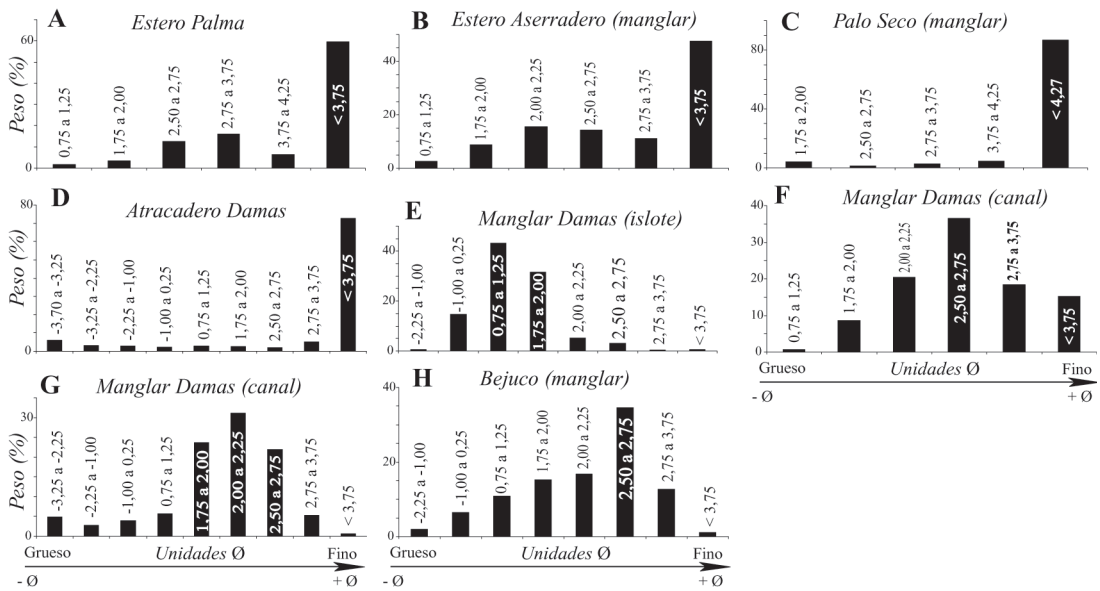 A
Estero Palma
Peso (%)
60
0
0,75 a 1,25
1,75 a 2,00
2,50 a 2,75
2,75 a 3,75
3,75 a 4,25
< 3,75
B
Estero Aserradero (manglar)
40
20
0
0,75 a 1,25
1,75 a 2,00
2,00 a 2,25
2,50 a 2,75
2,75 a 3,75
< 3,75
C
Palo Seco (manglar)
80
40
0
1,75 a 2,00
2,50 a 2,75
2,75 a 3,75
3,75 a 4,25
< 4,27
D
Atracadero Damas
Peso (%)
80
40
0
-3,70 a -3,25
-3,25 a -2,25
-2,25 a -1,00
-1,00 a 0,25
0,75 a 1,25
1,75 a 2,00
2,50 a 2,75
2,75 a 3,75
< 3,75
E
Manglar Damas (islote)
40
20
0
-2,25 a -1,00
-1,00 a 0,25
0,75 a 1,25
1,75 a 2,00
2,00 a 2,25
2,50 a 2,75
2,75 a 3,75
< 3,75
F
Manglar Damas (canal)
40
30
20
10
0
0,75 a 1,25
1,75 a 2,00
2,00 a 2,25
2,50 a 2,75
2,75 a 3,75
< 3,75
Grueso
Unidades Ø
Fino
- Ø
+ Ø
G
Manglar Damas (canal)
Peso (%)
30
0
-3,25 a -2,25
-2,25 a -1,00
-1,00 a 0,25
0,75 a 1,25
1,75 a 2,00
2,00 a 2,25
2,50 a 2,75
2,75 a 3,75
< 3,75
Grueso
Unidades Ø
Fino
- Ø
+ Ø
H
Bejuco (manglar)
40
20
0
-2,25 a -1,00
-1,00 a 0,25
0,75 a 1,25
1,75 a 2,00
2,00 a 2,25
2,50 a 2,75
2,75 a 3,75
< 3,75
Grueso
Unidades Ø
Fino
- Ø
+ Ø